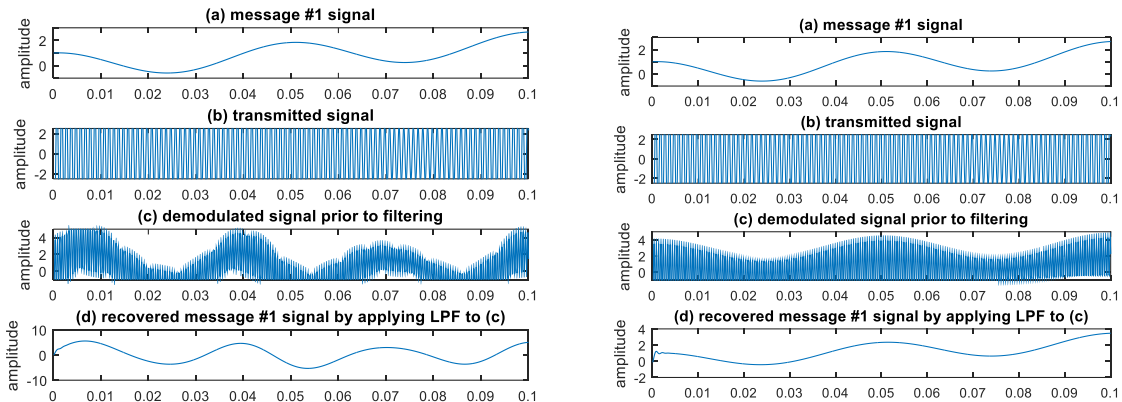 (a) message #1 signal
amplitude
2
0
0 0.01 0.02 0.03 0.04 0.05 0.06 0.07 0.08 0.09 0.1
(b) transmitted signal
amplitude
2
0
-2
0 0.01 0.02 0.03 0.04 0.05 0.06 0.07 0.08 0.09 0.1
(c) demodulated signal prior to filtering
amplitude
4
2
0
0 0.01 0.02 0.03 0.04 0.05 0.06 0.07 0.08 0.09 0.1
(d) recovered message #1 signal by applying LPF to (c)
amplitude
10
0
-10
0 0.01 0.02 0.03 0.04 0.05 0.06 0.07 0.08 0.09 0.1
(a) message #1 signal
amplitude
2
0
0 0.01 0.02 0.03 0.04 0.05 0.06 0.07 0.08 0.09 0.1
(b) transmitted signal
amplitude
2
0
-2
0 0.01 0.02 0.03 0.04 0.05 0.06 0.07 0.08 0.09 0.1
(c) demodulated signal prior to filtering
amplitude
4
2
0
0 0.01 0.02 0.03 0.04 0.05 0.06 0.07 0.08 0.09 0.1
(d) recovered message #1 signal by applying LPF to (c)
amplitude
4
2
0
-2
0 0.01 0.02 0.03 0.04 0.05 0.06 0.07 0.08 0.09 0.1